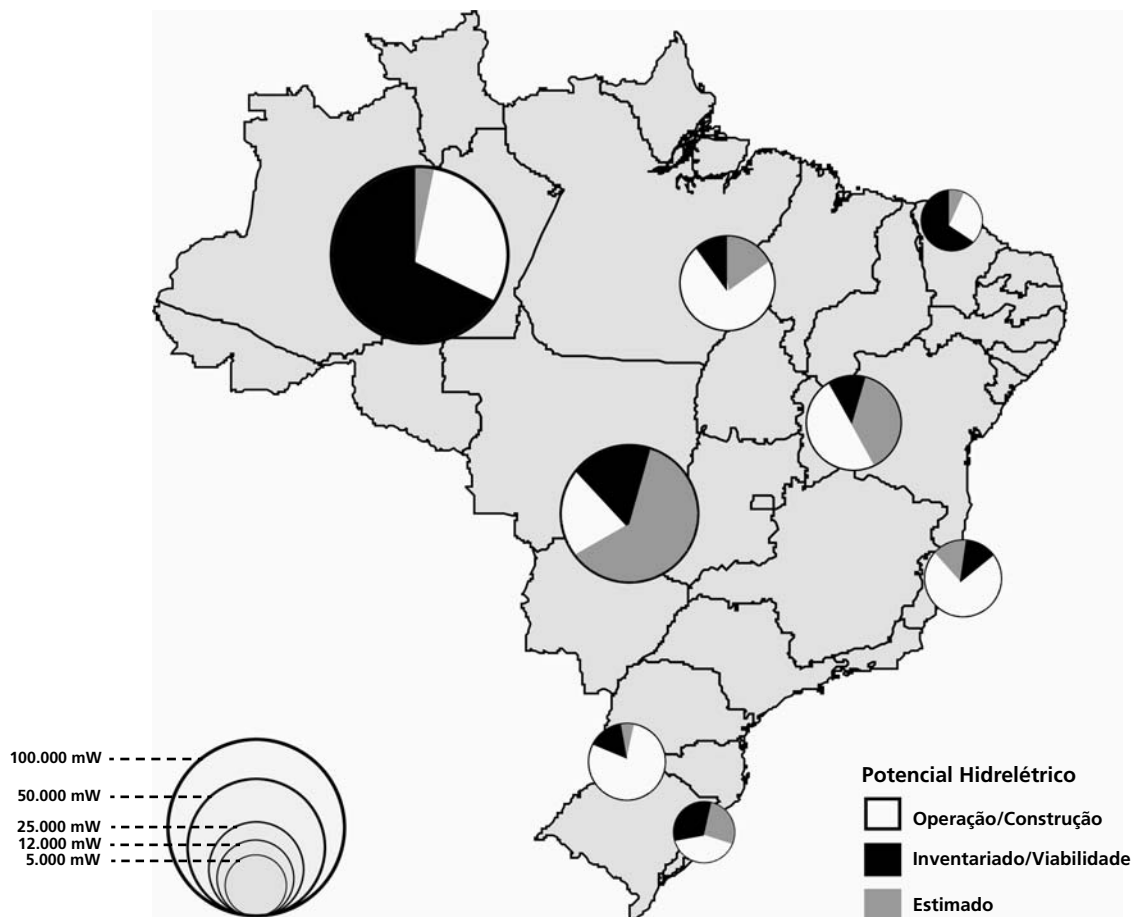 100.000 mW
50.000 mW
25.000 mW
12.000 mW
5.000 mW
Potencial Hidrelétrico
Operação/Construção
Inventariado/Viabilidade
Estimado